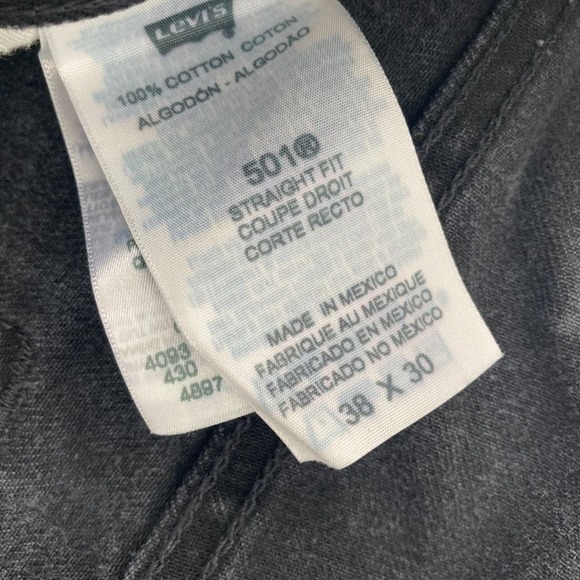 LEVI'S
100% COTTON COTON
ALGODÓN - ALGODÃO
501®
STRAIGHT FIT
COUPE DROIT
CORTE RECTO
MADE IN MEXICO
FABRIQUE AU MEXIQUE
FABRICADO EN MÉXICO
FABRICADO NO MÉXICO
38 X 30
4093
430
4897